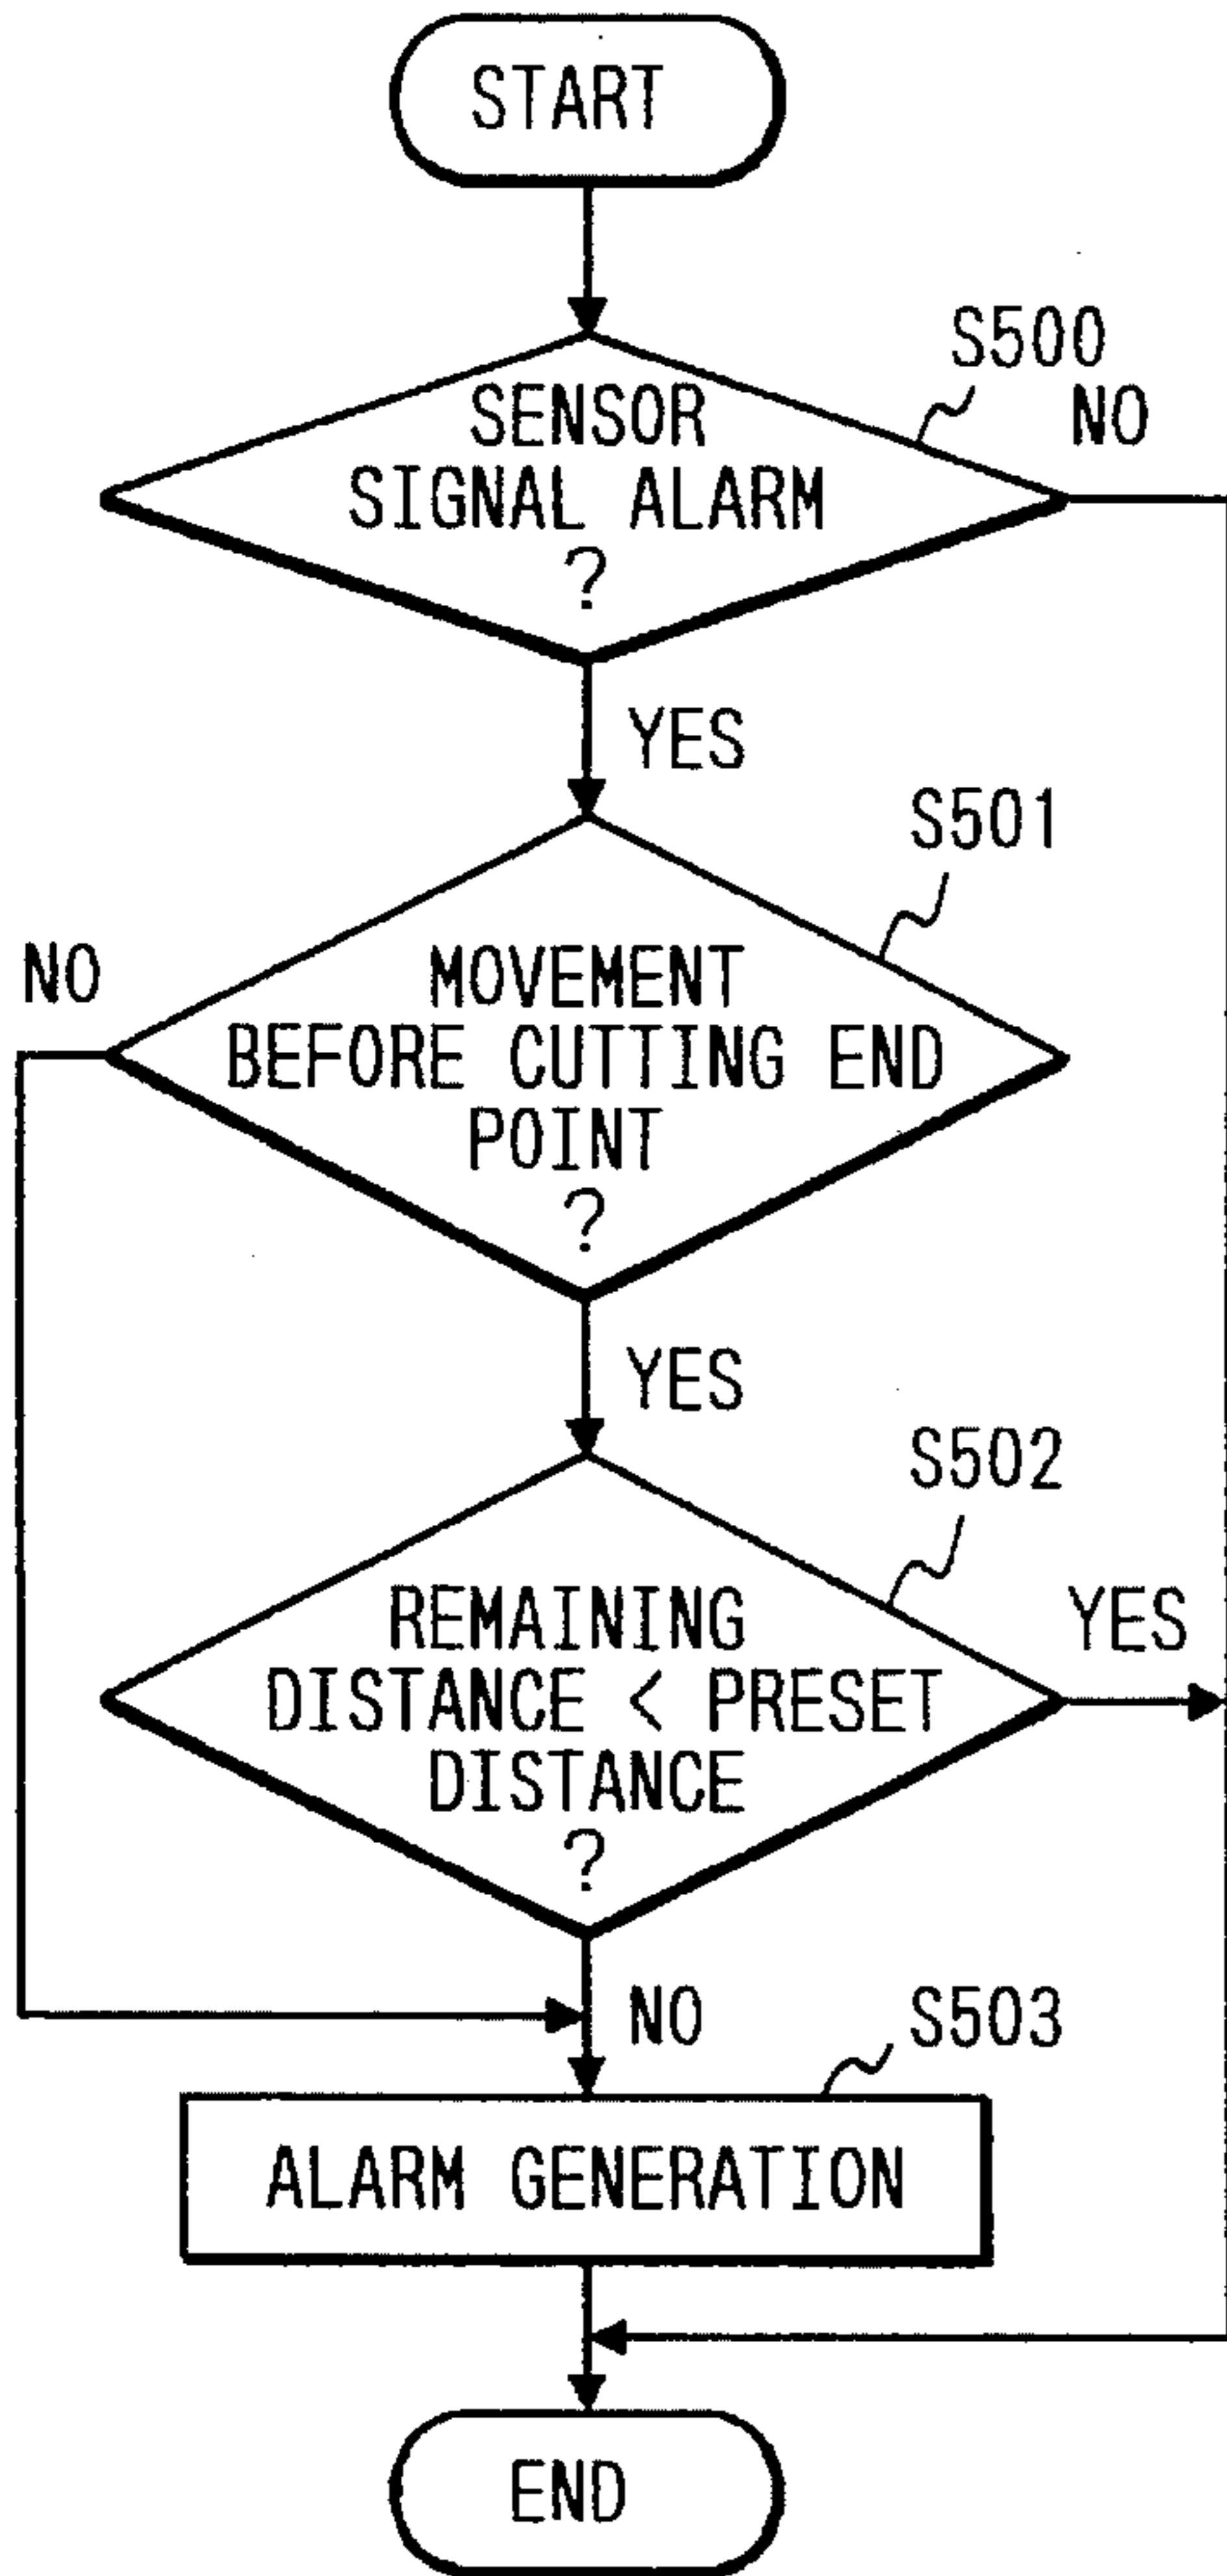 START
S500
NO
SENSOR
SIGNAL ALARM
?
YES
S501
NO
MOVEMENT
BEFORE CUTTING END
POINT
?
YES
S502
YES
REMAINING
DISTANCE < PRESET
DISTANCE
?
NO
S503
ALARM GENERATION
END